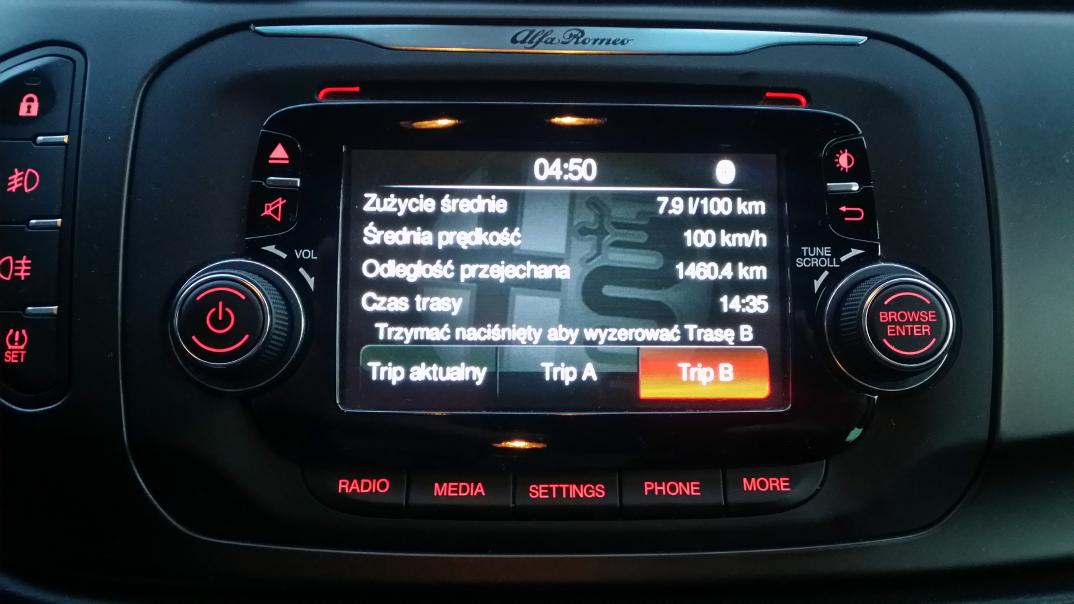 Alfa Romeo
04:50
Zużycie średnie 7.9 l/100 km
Średnia prędkość 100 km/h
Odległość przejechana 1460.4 km
Czas trasy 14:35
Trzymać naciśnięty aby wyzerować Trasę B
Trip aktualny Trip A Trip B
VOL
TUNE
SCROLL
BROWSE
ENTER
SET
RADIO MEDIA SETTINGS PHONE MORE